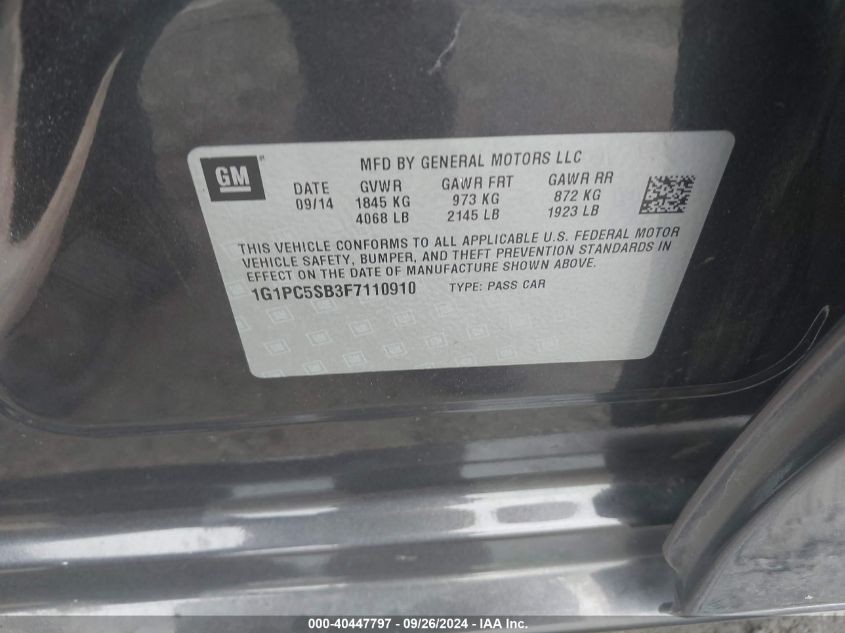 GM
MFD BY GENERAL MOTORS LLC
DATE GVWR GAWR FRT GAWR RR
09/14 1845 KG 973 KG 872 KG
4068 LB 2145 LB 1923 LB
THIS VEHICLE CONFORMS TO ALL APPLICABLE U.S. FEDERAL MOTOR
VEHICLE SAFETY, BUMPER, AND THEFT PREVENTION STANDARDS IN
EFFECT ON THE DATE OF MANUFACTURE SHOWN ABOVE.
1G1PC5SB3F7110910 TYPE: PASS CAR
000-40447797 - 09/26/2024 - IAA Inc.